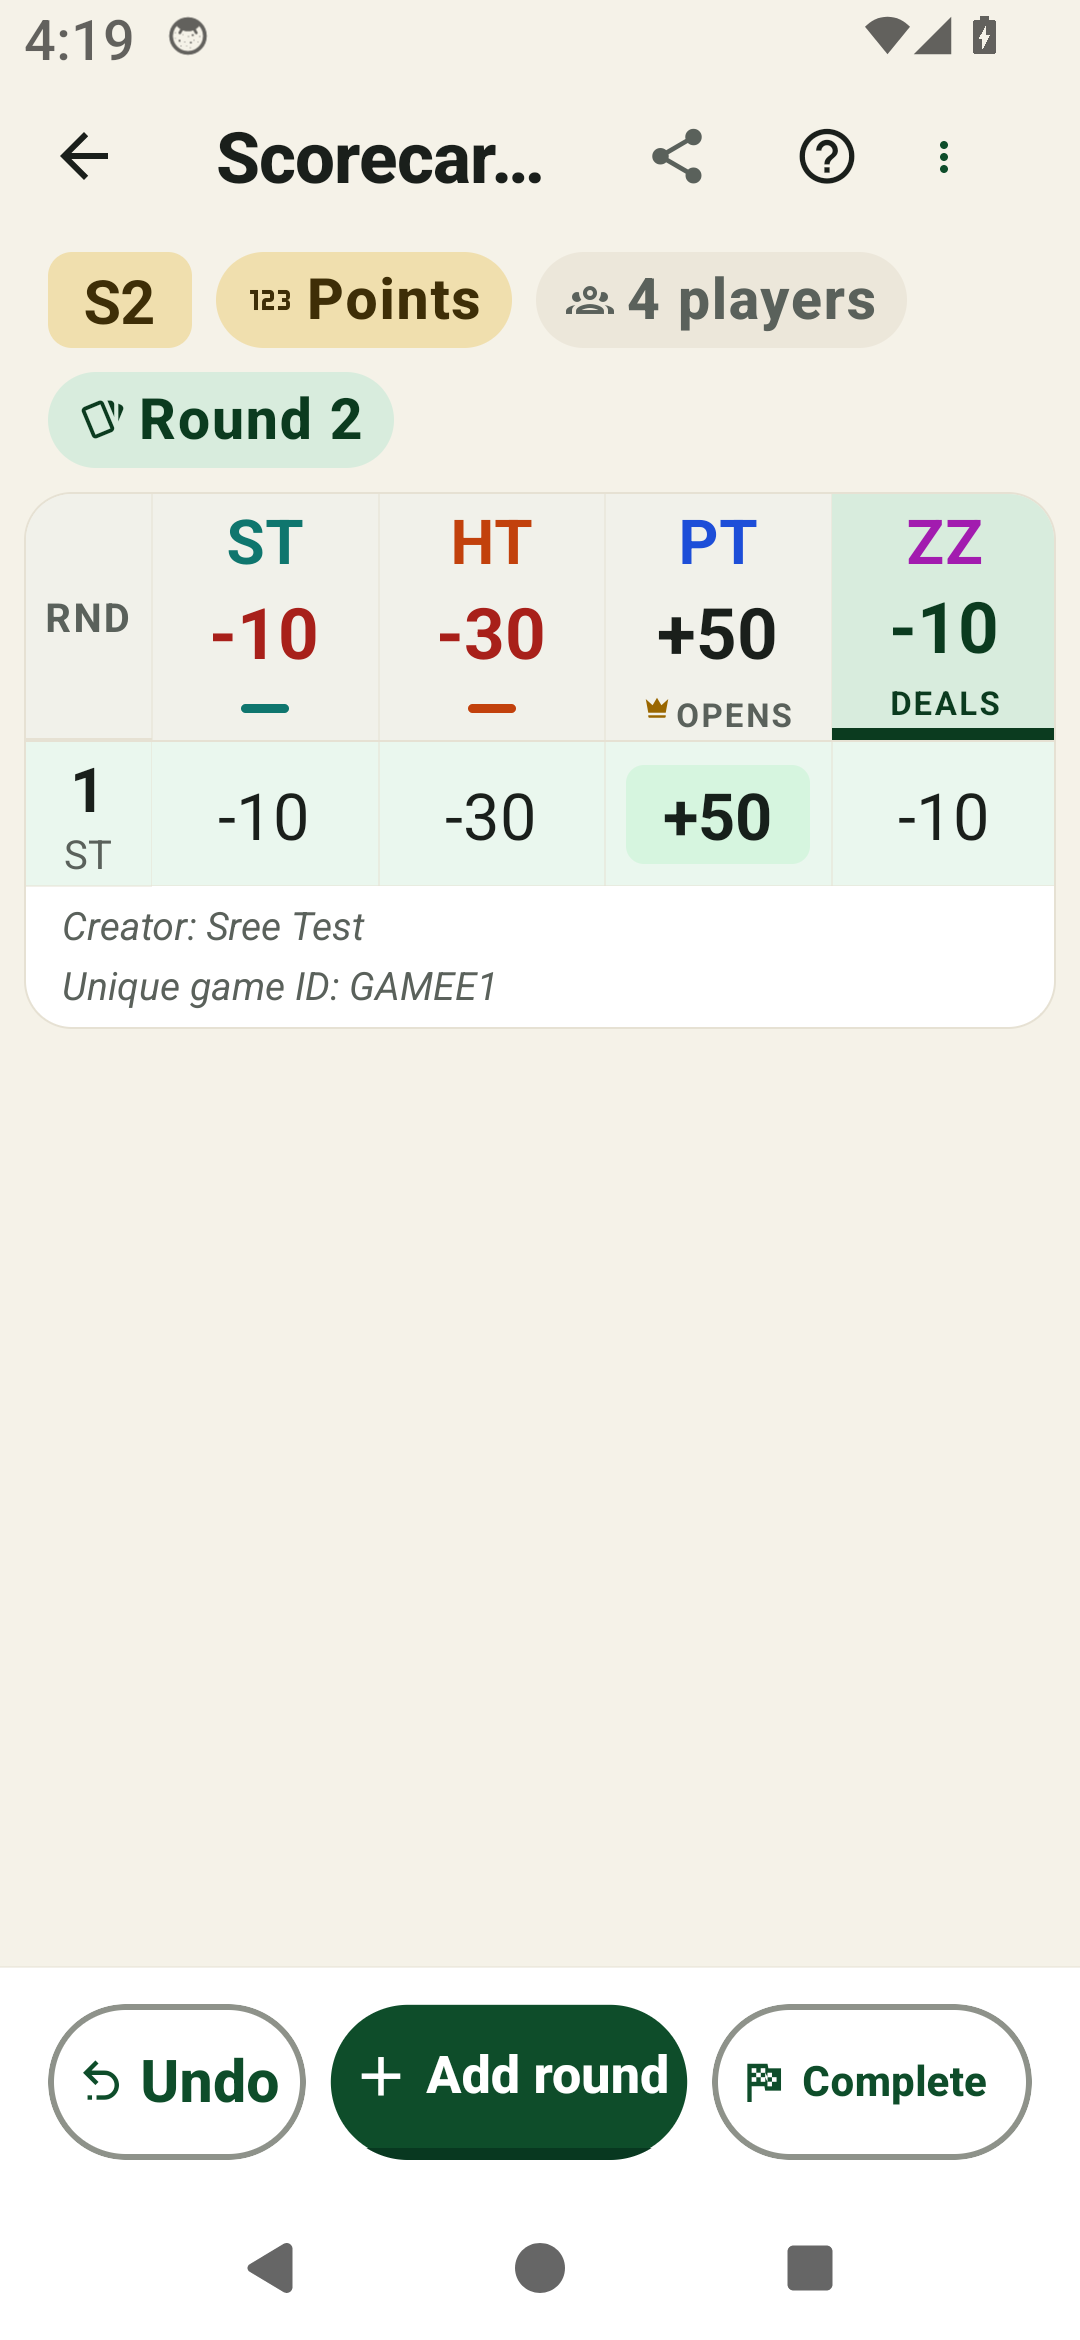 4:19
Scorecar...
S2
123 Points
4 players
Round 2
RND
ST
HT
PT
ZZ
-10
-30
+50
-10
OPENS
DEALS
1
ST
-10
-30
+50
-10
Creator: Sree Test
Unique game ID: GAMEE1
Undo
+ Add round
Complete